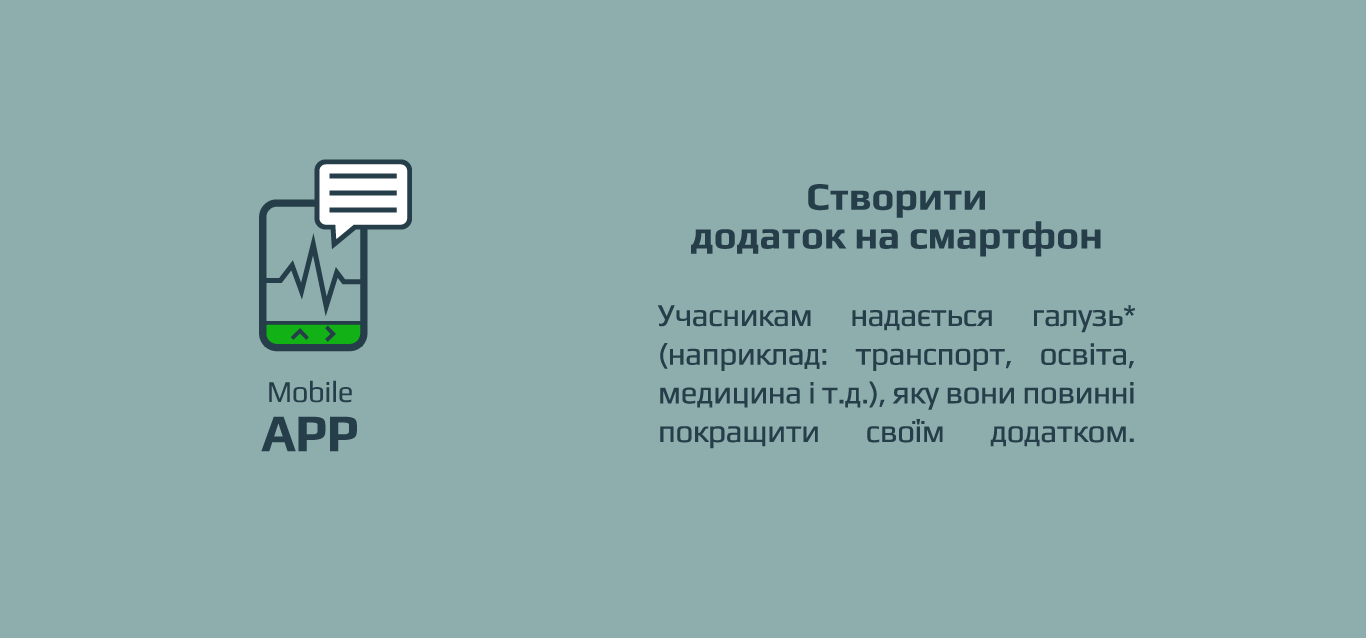 Mobile
APP
Створити
додаток на смартфон
Учасникам надається галузь*
(наприклад: транспорт, освіта,
медицина і т.д.), яку вони повинні
покращити своїм додатком.